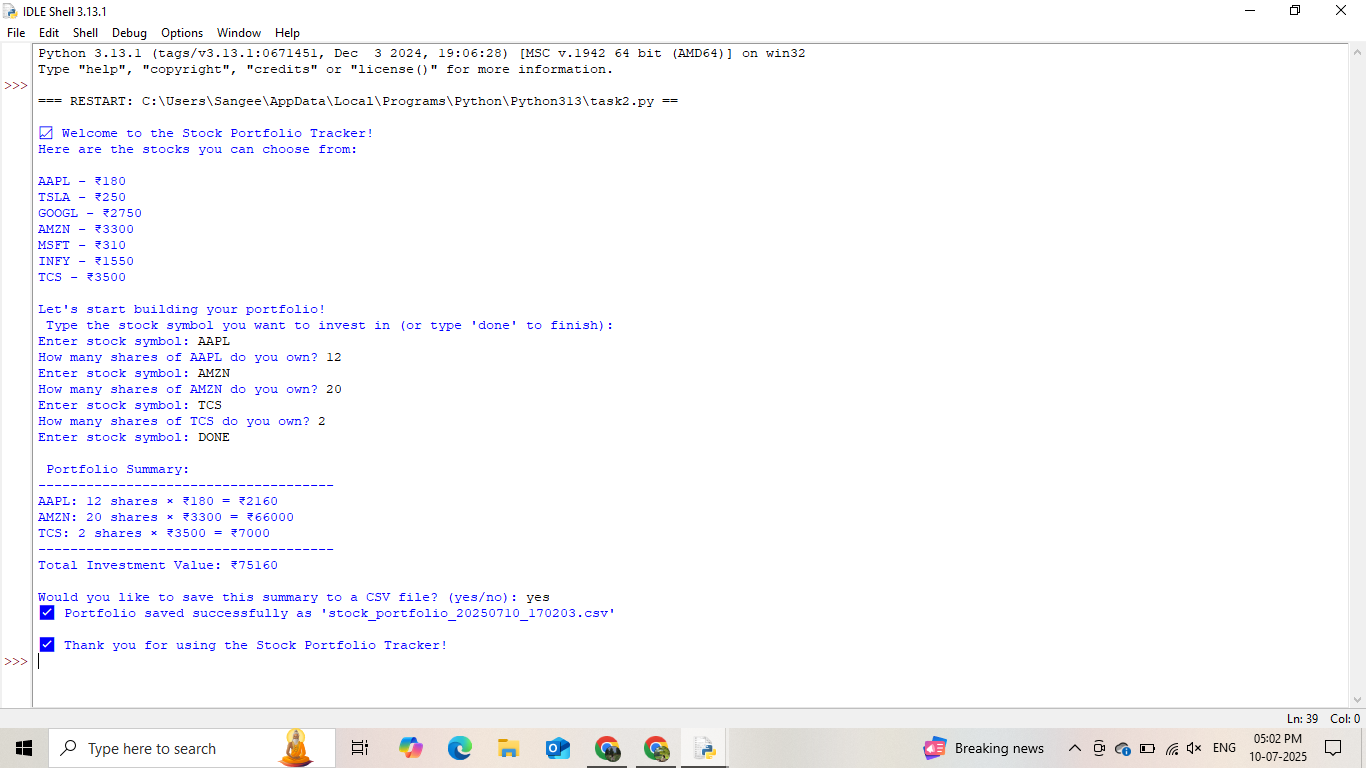 IDLE Shell 3.13.1
File Edit Shell Debug Options Window Help
Python 3.13.1 (tags/v3.13.1:0671451, Dec  3 2024, 19:06:28) [MSC v.1942 64 bit (AMD64)] on win32
Type "help", "copyright", "credits" or "license()" for more information.
>>>
=== RESTART: C:\Users\Sangee\AppData\Local\Programs\Python\Python313\task2.py ==
Welcome to the Stock Portfolio Tracker!
Here are the stocks you can choose from:
AAPL - ₹180
TSLA - ₹250
GOOGL - ₹2750
AMZN - ₹3300
MSFT - ₹310
INFY - ₹1550
TCS - ₹3500
Let's start building your portfolio!
Type the stock symbol you want to invest in (or type 'done' to finish):
Enter stock symbol: AAPL
How many shares of AAPL do you own? 12
Enter stock symbol: AMZN
How many shares of AMZN do you own? 20
Enter stock symbol: TCS
How many shares of TCS do you own? 2
Enter stock symbol: DONE
Portfolio Summary:
-------------------------------------
AAPL: 12 shares × ₹180 = ₹2160
AMZN: 20 shares × ₹3300 = ₹66000
TCS: 2 shares × ₹3500 = ₹7000
-------------------------------------
Total Investment Value: ₹75160
Would you like to save this summary to a CSV file? (yes/no): yes
Portfolio saved successfully as 'stock_portfolio_20250710_170203.csv'
Thank you for using the Stock Portfolio Tracker!
>>>
Ln: 39 Col: 0
Type here to search
Breaking news
ENG
05:02 PM
10-07-2025